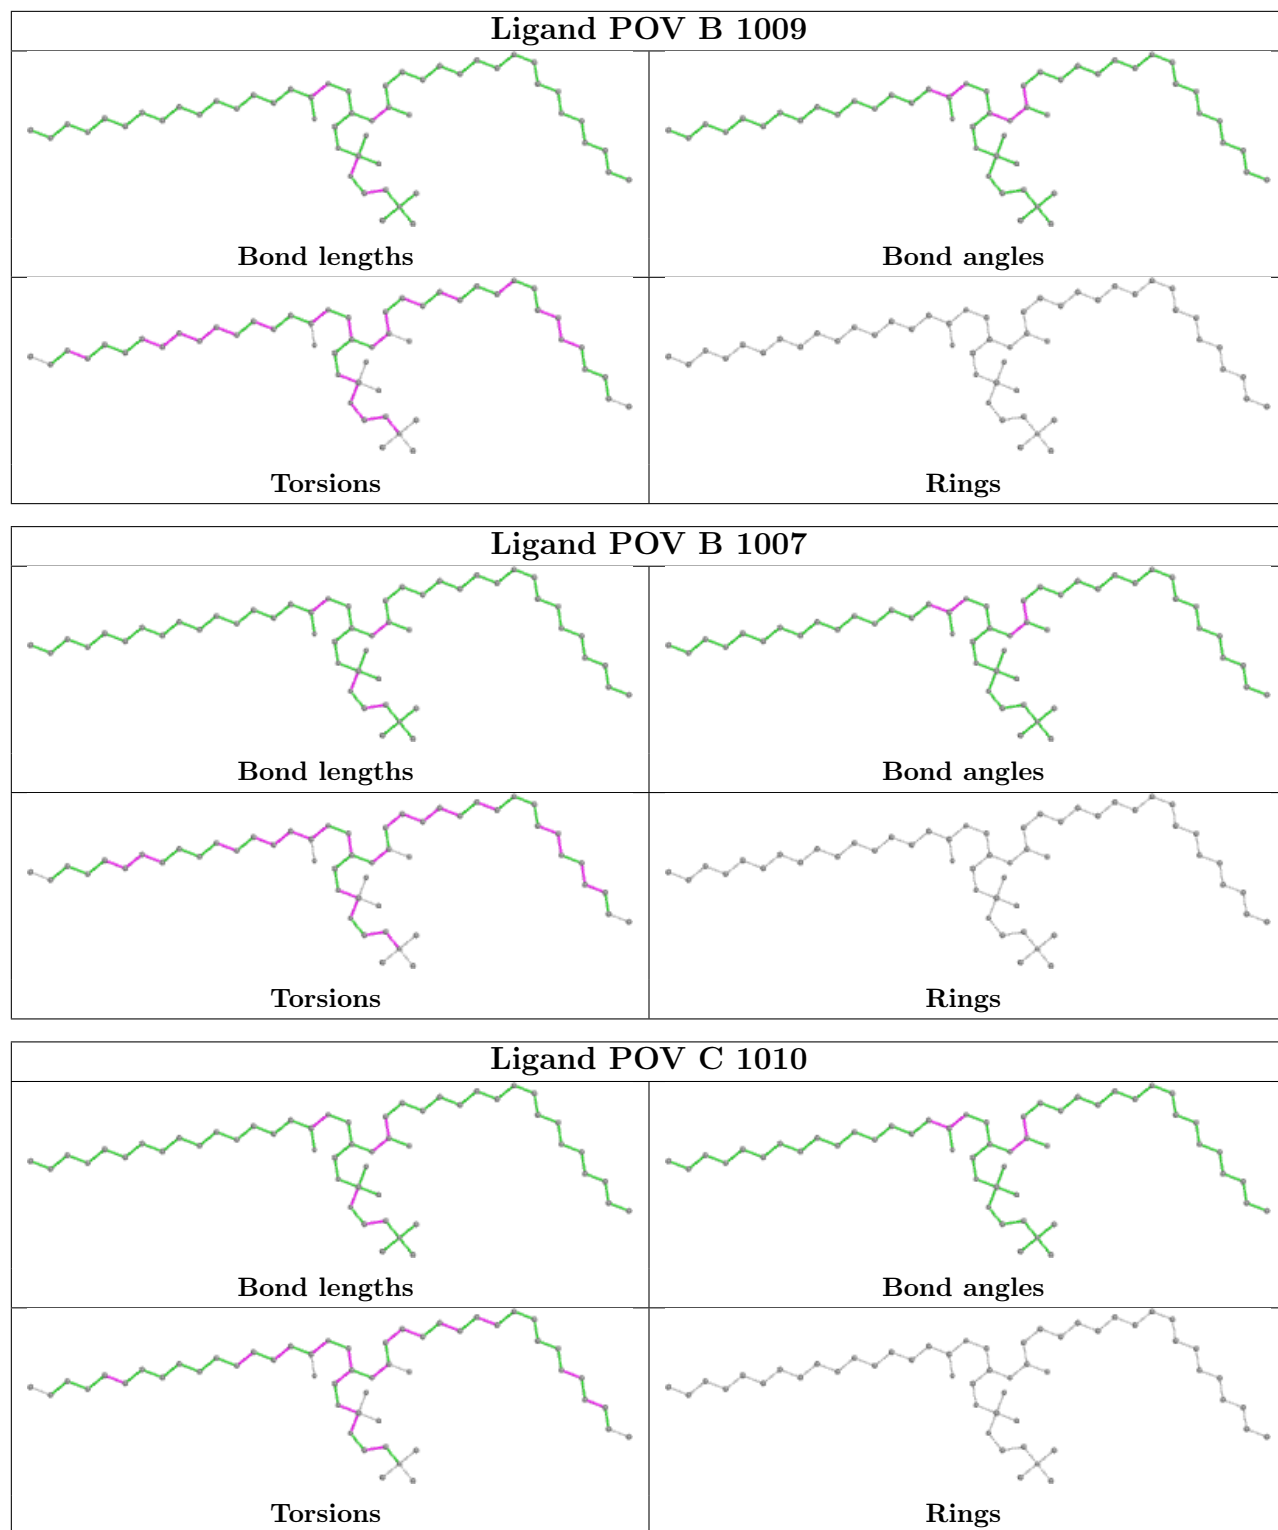 Ligand POV B 1009
Bond lengths
Bond angles
Torsions
Rings
Ligand POV B 1007
Bond lengths
Bond angles
Torsions
Rings
Ligand POV C 1010
Bond lengths
Bond angles
Torsions
Rings